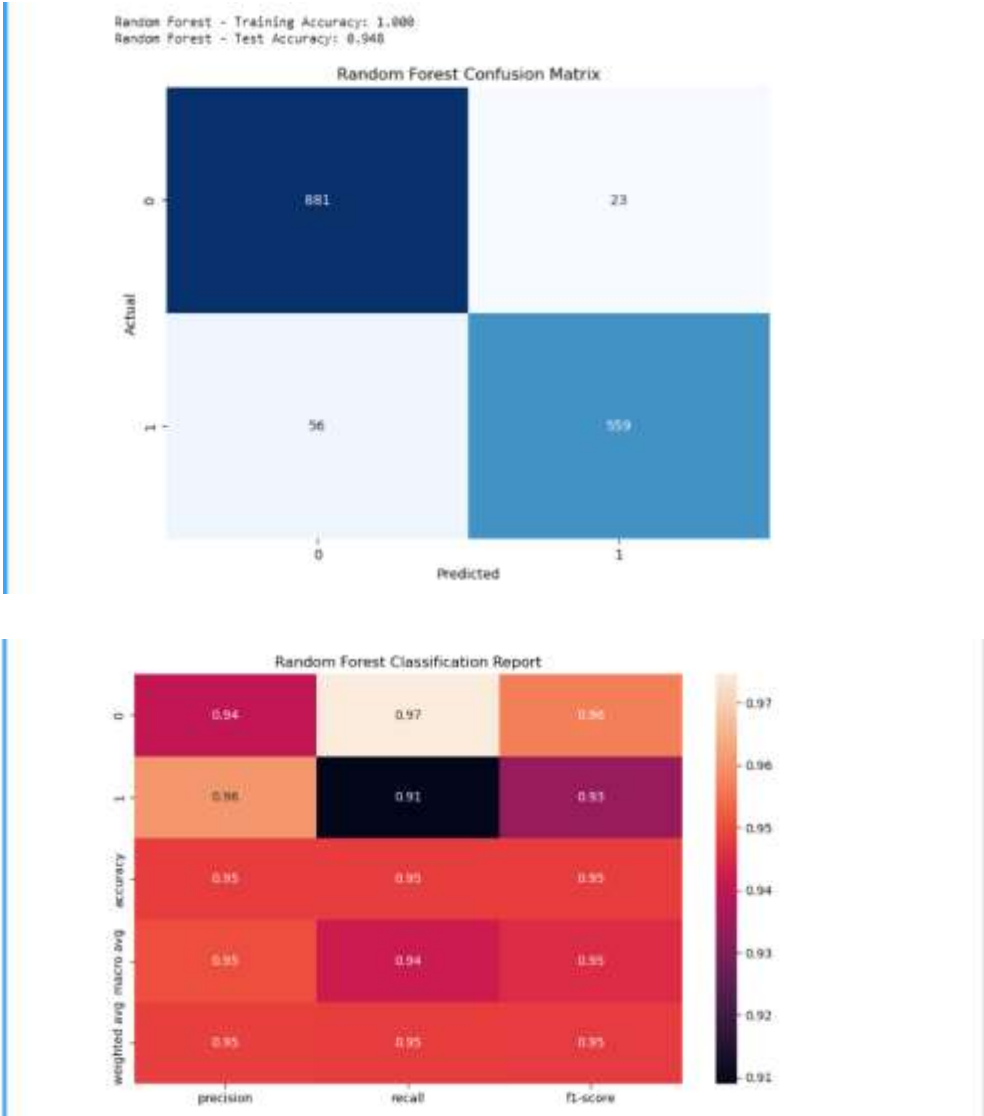 Random Forest - Training Accuracy: 1.000
Random Forest - Test Accuracy: 0.948
Random Forest Confusion Matrix
0
881
23
Actual
1
56
559
0
1
Predicted
Random Forest Classification Report
0
0.94
0.97
0.96
0.97
1
0.96
0.91
0.93
0.96
accuracy
0.95
0.95
0.95
0.95
0.94
macro avg
0.95
0.94
0.95
0.93
weighted avg
0.95
0.95
0.95
0.92
0.91
precision
recall
f1-score